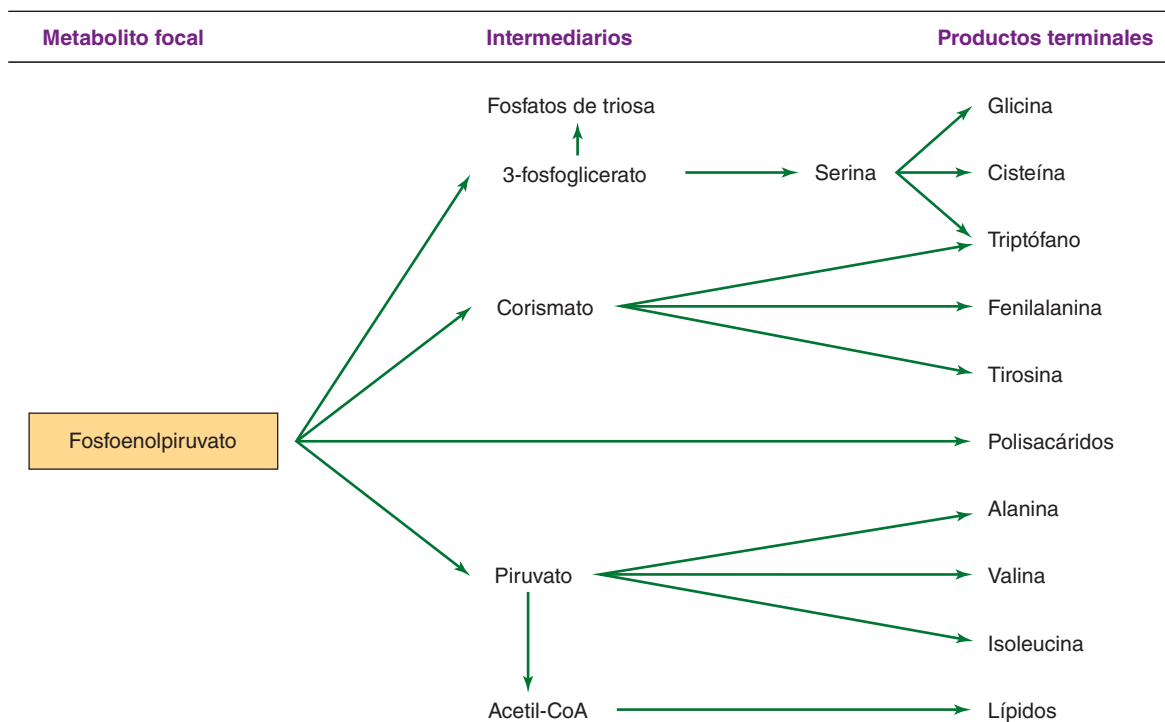 Metabolito focal
Intermediarios
Productos terminales
Fosfatos de triosa
Glicina
3-fosfoglicerato
Serina
Cisteína
Triptófano
Corismato
Fenilalanina
Tirosina
Fosfoenolpiruvato
Polisacáridos
Alanina
Piruvato
Valina
Isoleucina
Acetil-CoA
Lípidos